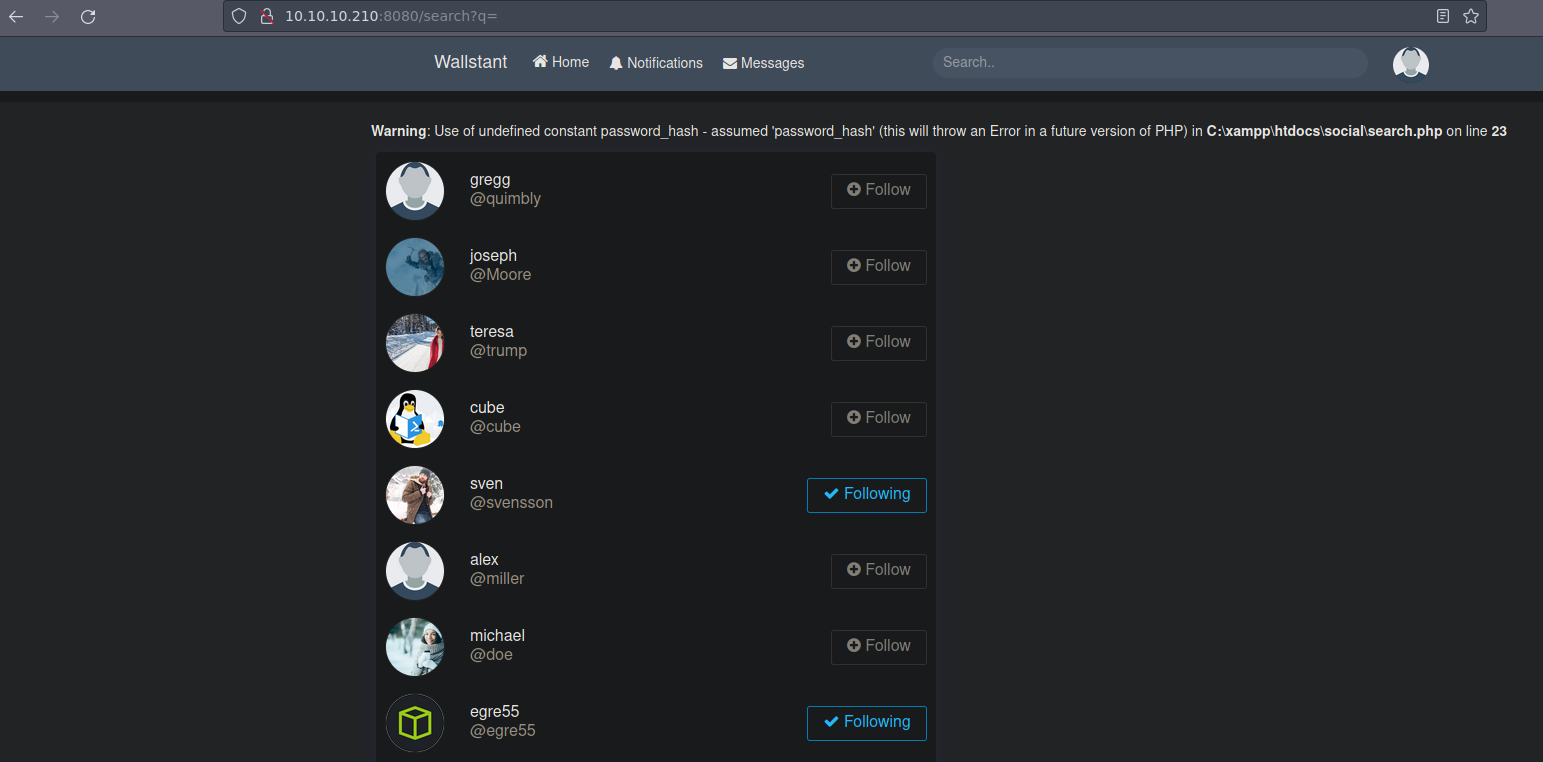 10.10.10.210:8080/search?q=
Wallstant Home Notifications Messages Search..
Warning: Use of undefined constant password_hash - assumed 'password_hash' (this will throw an Error in a future version of PHP) in C:\xampp\htdocs\social\search.php on line 23
gregg
@quimbly
Follow
joseph
@Moore
Follow
teresa
@trump
Follow
cube
@cube
Follow
sven
@svensson
Following
alex
@miller
Follow
michael
@doe
Follow
egre55
@egre55
Following